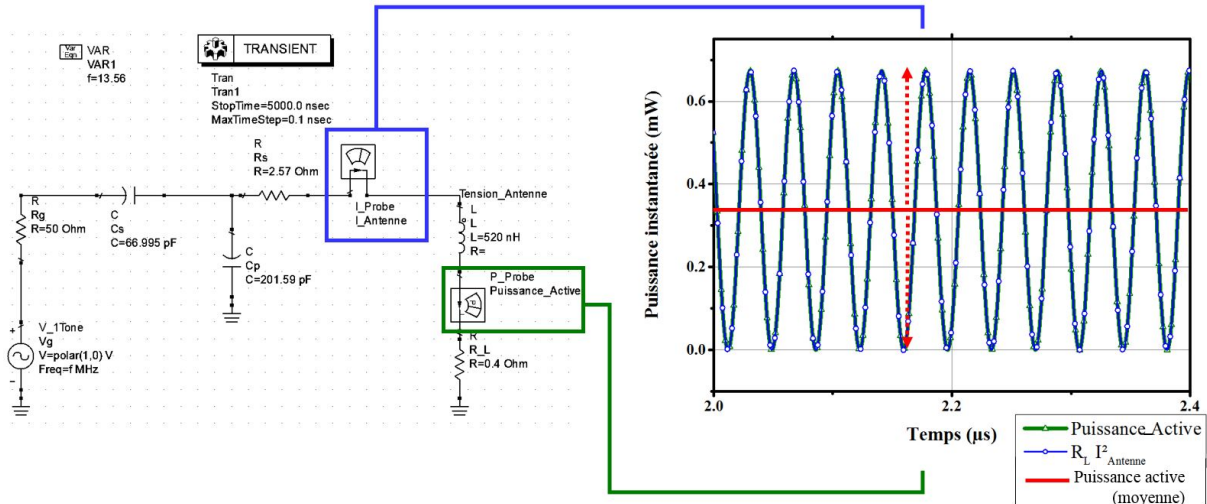 Var
Eqn
VAR
VAR1
f=13.56
TRANSIENT
Tran
Tran1
StopTime=5000.0 nsec
MaxTimeStep=0.1 nsec
R
Rs
R=2.57 Ohm
I_Probe
I_Antenne
Tension_Antenne
R
Rg
R=50 Ohm
C
Cs
C=66.995 pF
C
Cp
C=201.59 pF
L
L
L=520 nH
R=
P_Probe
Puissance_Active
V_1Tone
Vg
V=polar(1,0) V
Freq=f MHz
R
R_L
R=0.4 Ohm
Puissance instantanée (mW)
0.6
0.4
0.2
0.0
2.0
2.2
2.4
Temps (µs)
Puissance_Active
R_L I²_Antenne
Puissance active
(moyenne)